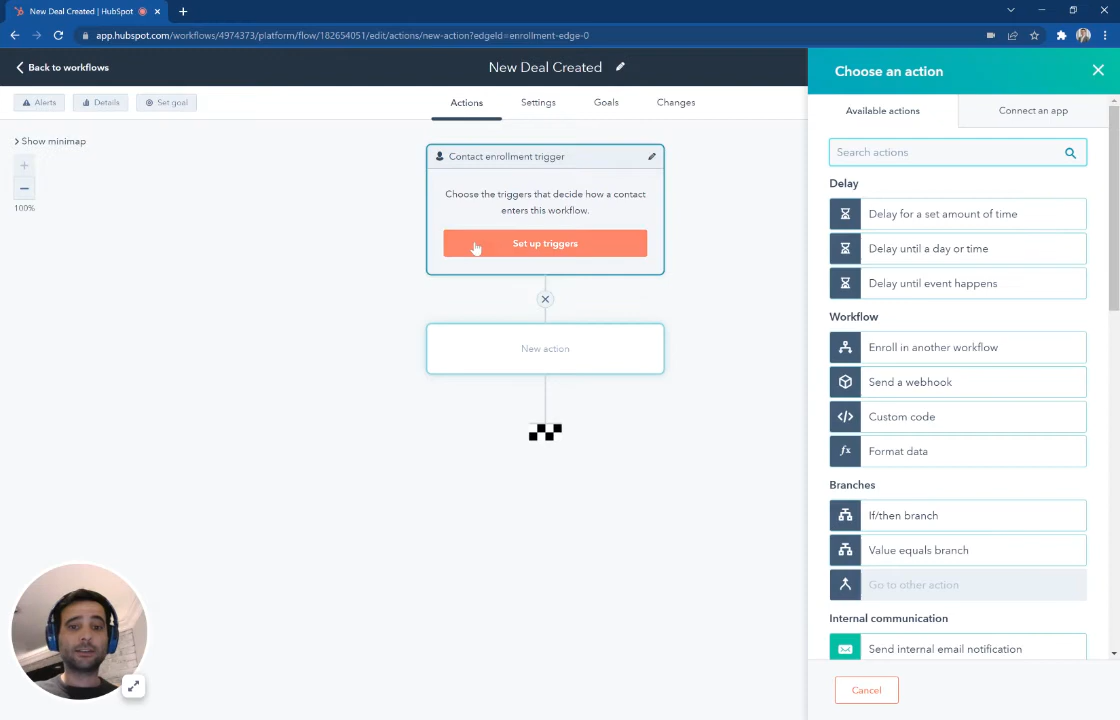 New Deal Created | HubSpot
app.hubspot.com/workflows/4974373/platform/flow/182654051/edit/actions/new-action?edgeId=enrollment-edge-0
Back to workflows
New Deal Created
Alerts
Details
Set goal
Actions
Settings
Goals
Changes
Show minimap
100%
Contact enrollment trigger
Choose the triggers that decide how a contact
enters this workflow.
Set up triggers
New action
Choose an action
Available actions
Connect an app
Search actions
Delay
Delay for a set amount of time
Delay until a day or time
Delay until event happens
Workflow
Enroll in another workflow
Send a webhook
Custom code
Format data
Branches
If/then branch
Value equals branch
Go to other action
Internal communication
Send internal email notification
Cancel